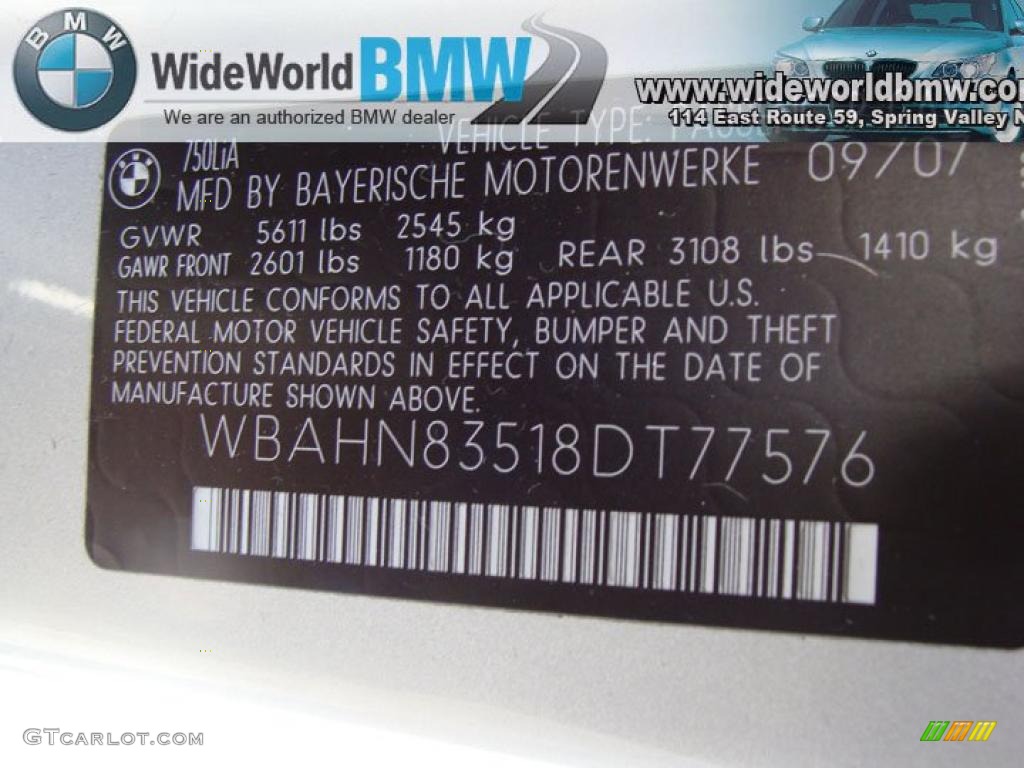 BMW
WideWorld BMW
We are an authorized BMW dealer
www.wideworldbmw.co
114 East Route 59, Spring Valley N
VEHICLE TYPE:
750LiA
MFD BY BAYERISCHE MOTORENWERKE 09/07
GVWR 5611 lbs 2545 kg
GAWR FRONT 2601 lbs 1180 kg REAR 3108 lbs 1410 kg
THIS VEHICLE CONFORMS TO ALL APPLICABLE U.S.
FEDERAL MOTOR VEHICLE SAFETY, BUMPER AND THEFT
PREVENTION STANDARDS IN EFFECT ON THE DATE OF
MANUFACTURE SHOWN ABOVE.
WBAHN83518DT77576
GTCARLOT.COM